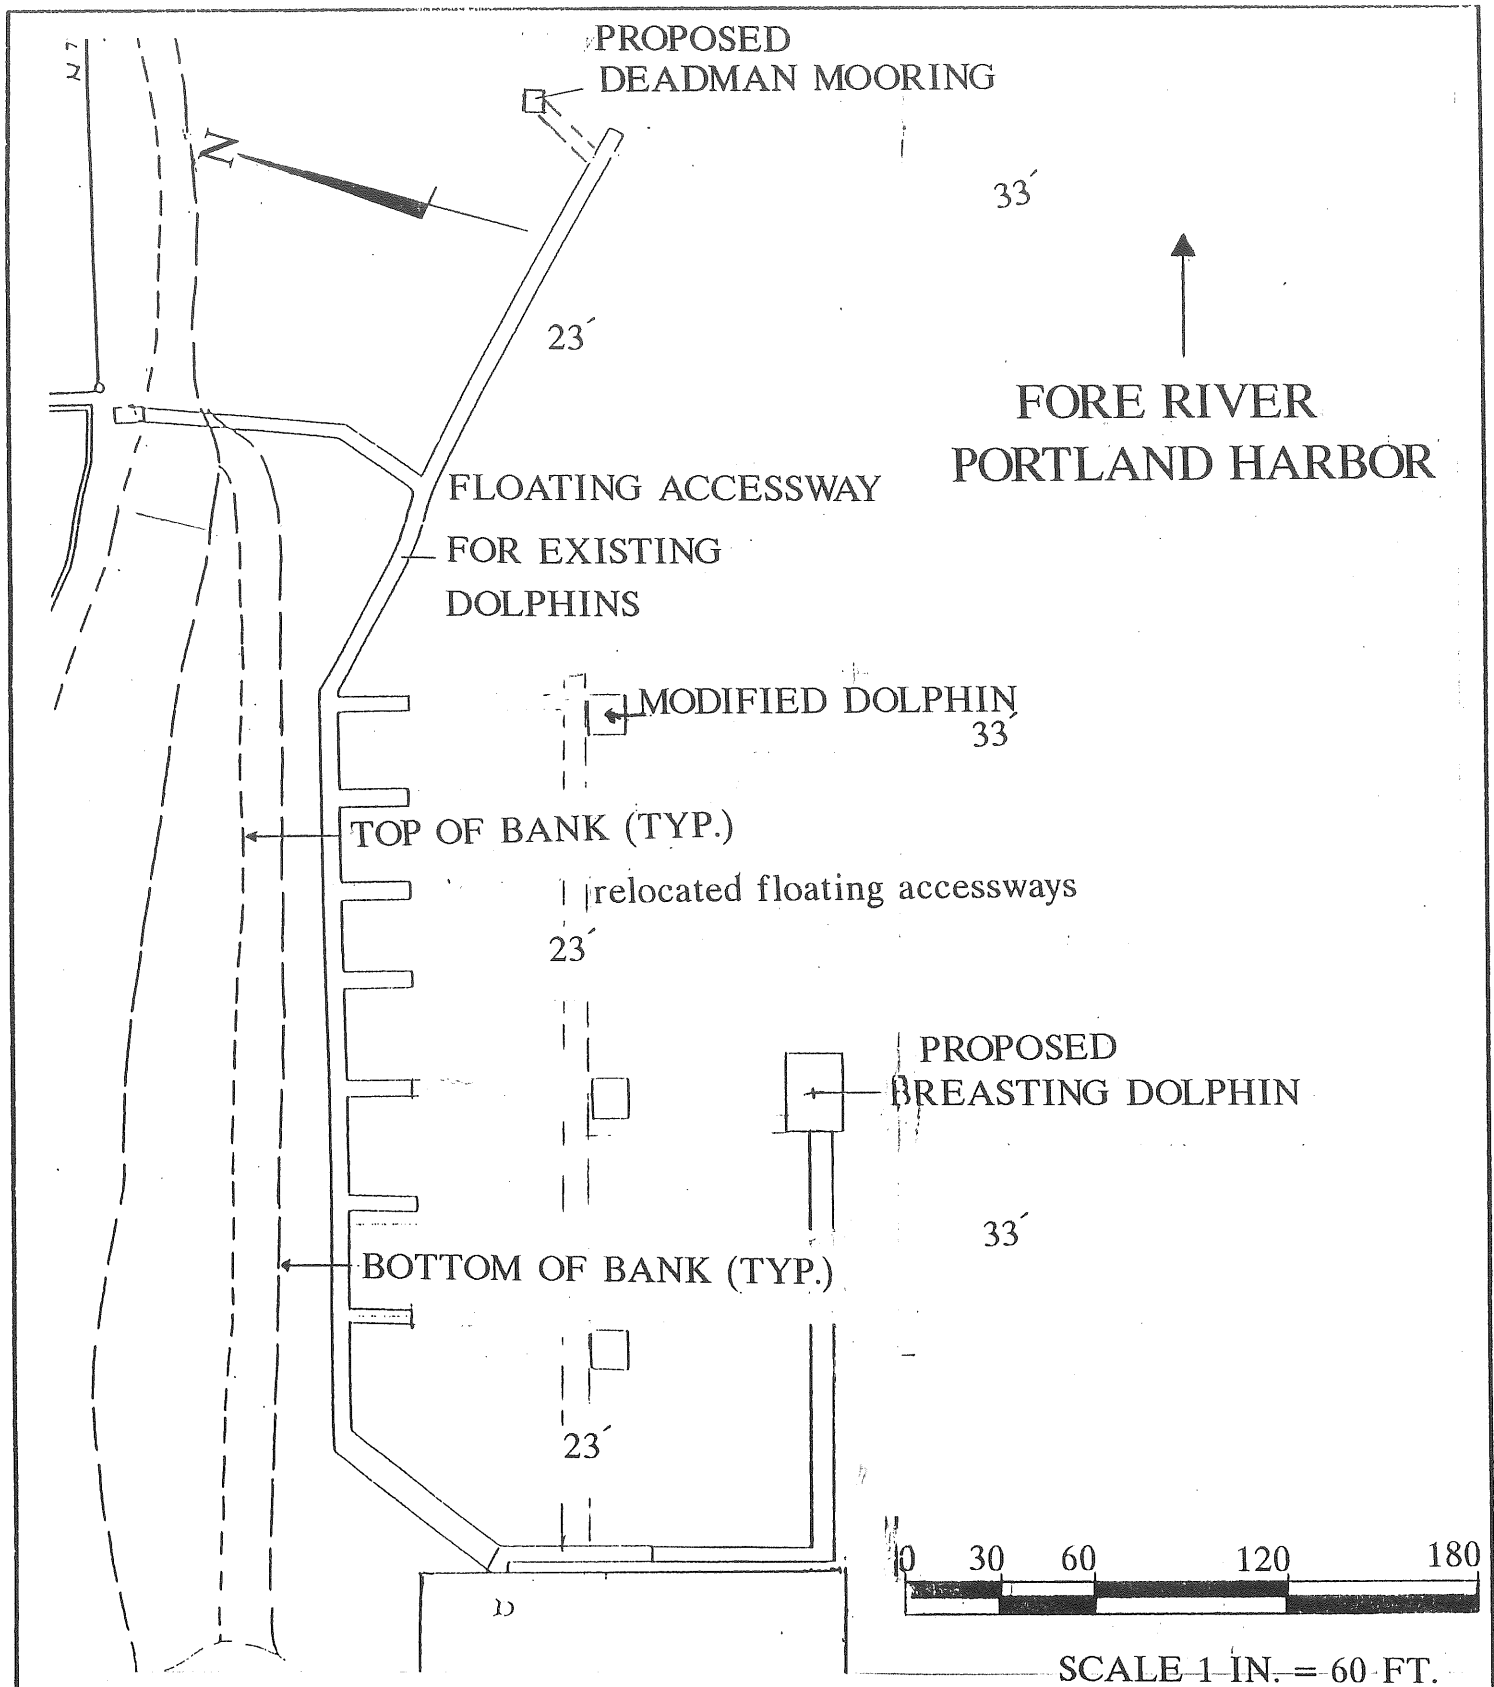 PROPOSED
DEADMAN MOORING
N
33´
23´
FORE RIVER
PORTLAND HARBOR
FLOATING ACCESSWAY
FOR EXISTING
DOLPHINS
MODIFIED DOLPHIN
33´
TOP OF BANK (TYP.)
relocated floating accessways
23´
PROPOSED
BREASTING DOLPHIN
33´
BOTTOM OF BANK (TYP.)
23´
0 30 60 120 180
SCALE 1 IN. = 60 FT.